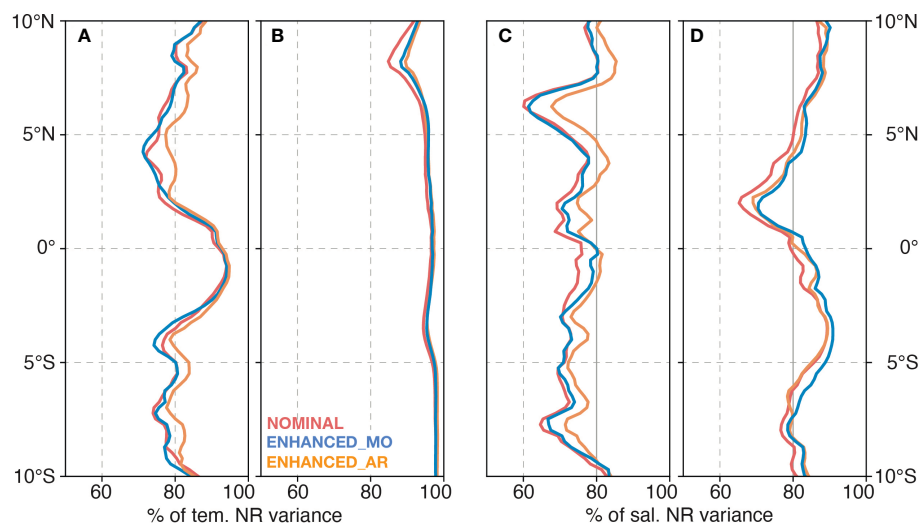 10°N A B C D 10°N
5°N 5°N
0° 0°
5°S 5°S
NOMINAL
ENHANCED_MO
ENHANCED_AR
10°S 10°S
60 80 100 60 80 100 60 80 100 60 80 100
% of tem. NR variance % of sal. NR variance